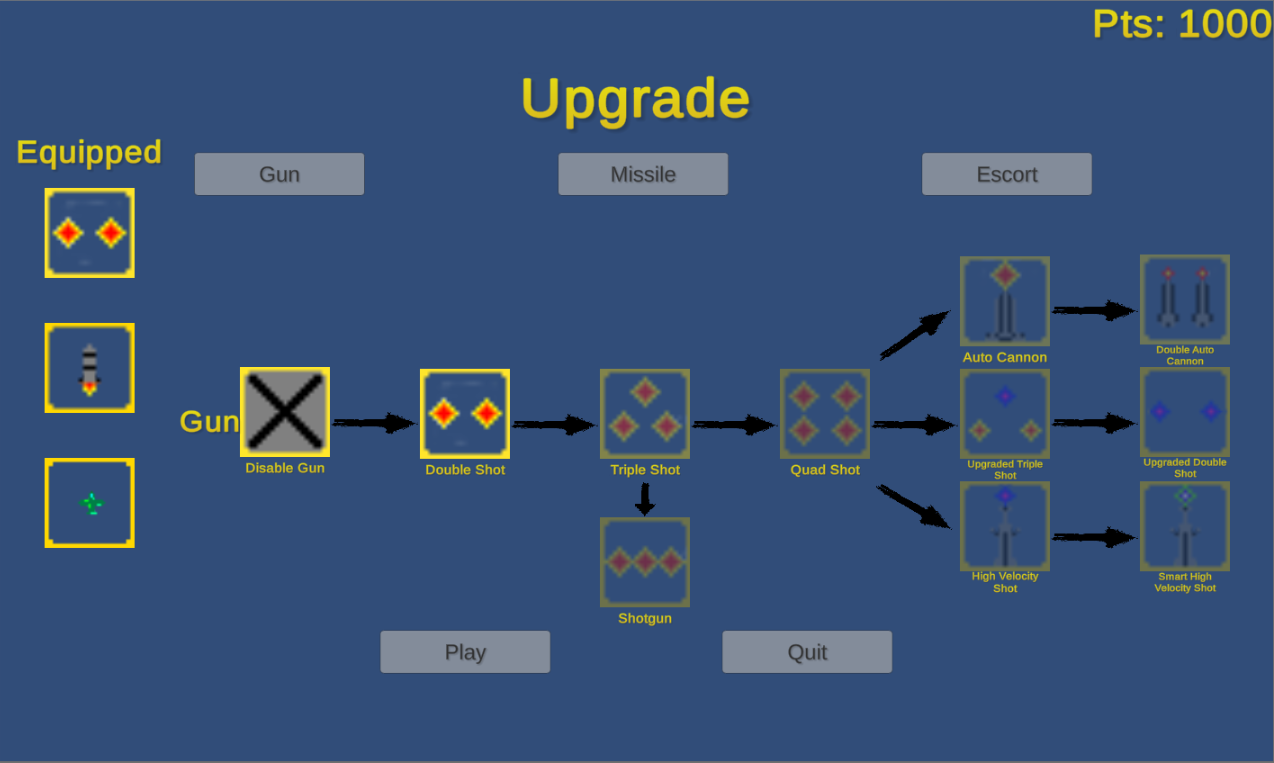 Pts: 1000
Upgrade
Equipped
Gun
Missile
Escort
Auto Cannon
Double Auto
Cannon
Gun
Disable Gun
Double Shot
Triple Shot
Quad Shot
Upgraded Triple
Shot
Upgraded Double
Shot
Shotgun
High Velocity
Shot
Smart High
Velocity Shot
Play
Quit